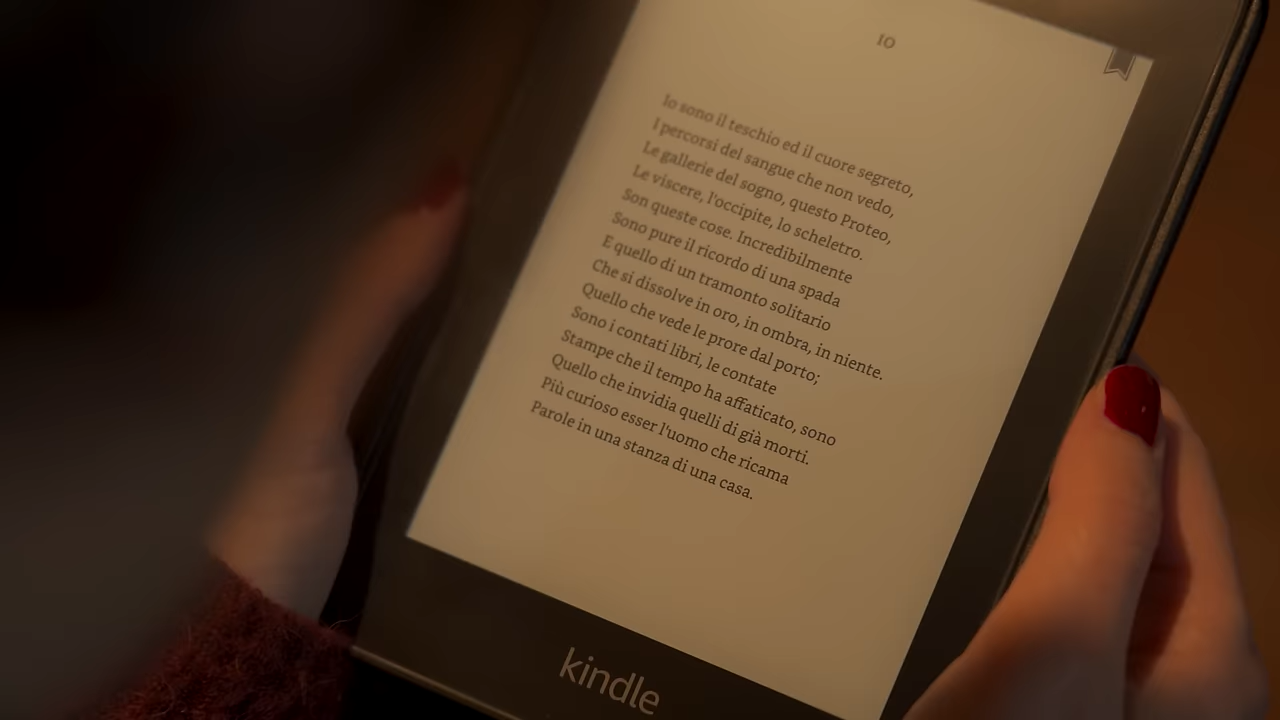 IO
Io sono il teschio ed il cuore segreto,
I percorsi del sangue che non vedo,
Le gallerie del sogno, questo Proteo,
Le viscere, l'occipite, lo scheletro.
Son queste cose. Incredibilmente
Sono pure il ricordo di una spada
E quello di un tramonto solitario
Che si dissolve in oro, in ombra, in niente.
Quello che vede le prore dal porto;
Sono i contati libri, le contate
Stampe che il tempo ha affaticato, sono
Quello che invidia quelli di già morti.
Più curioso esser l'uomo che ricama
Parole in una stanza di una casa.
kindle